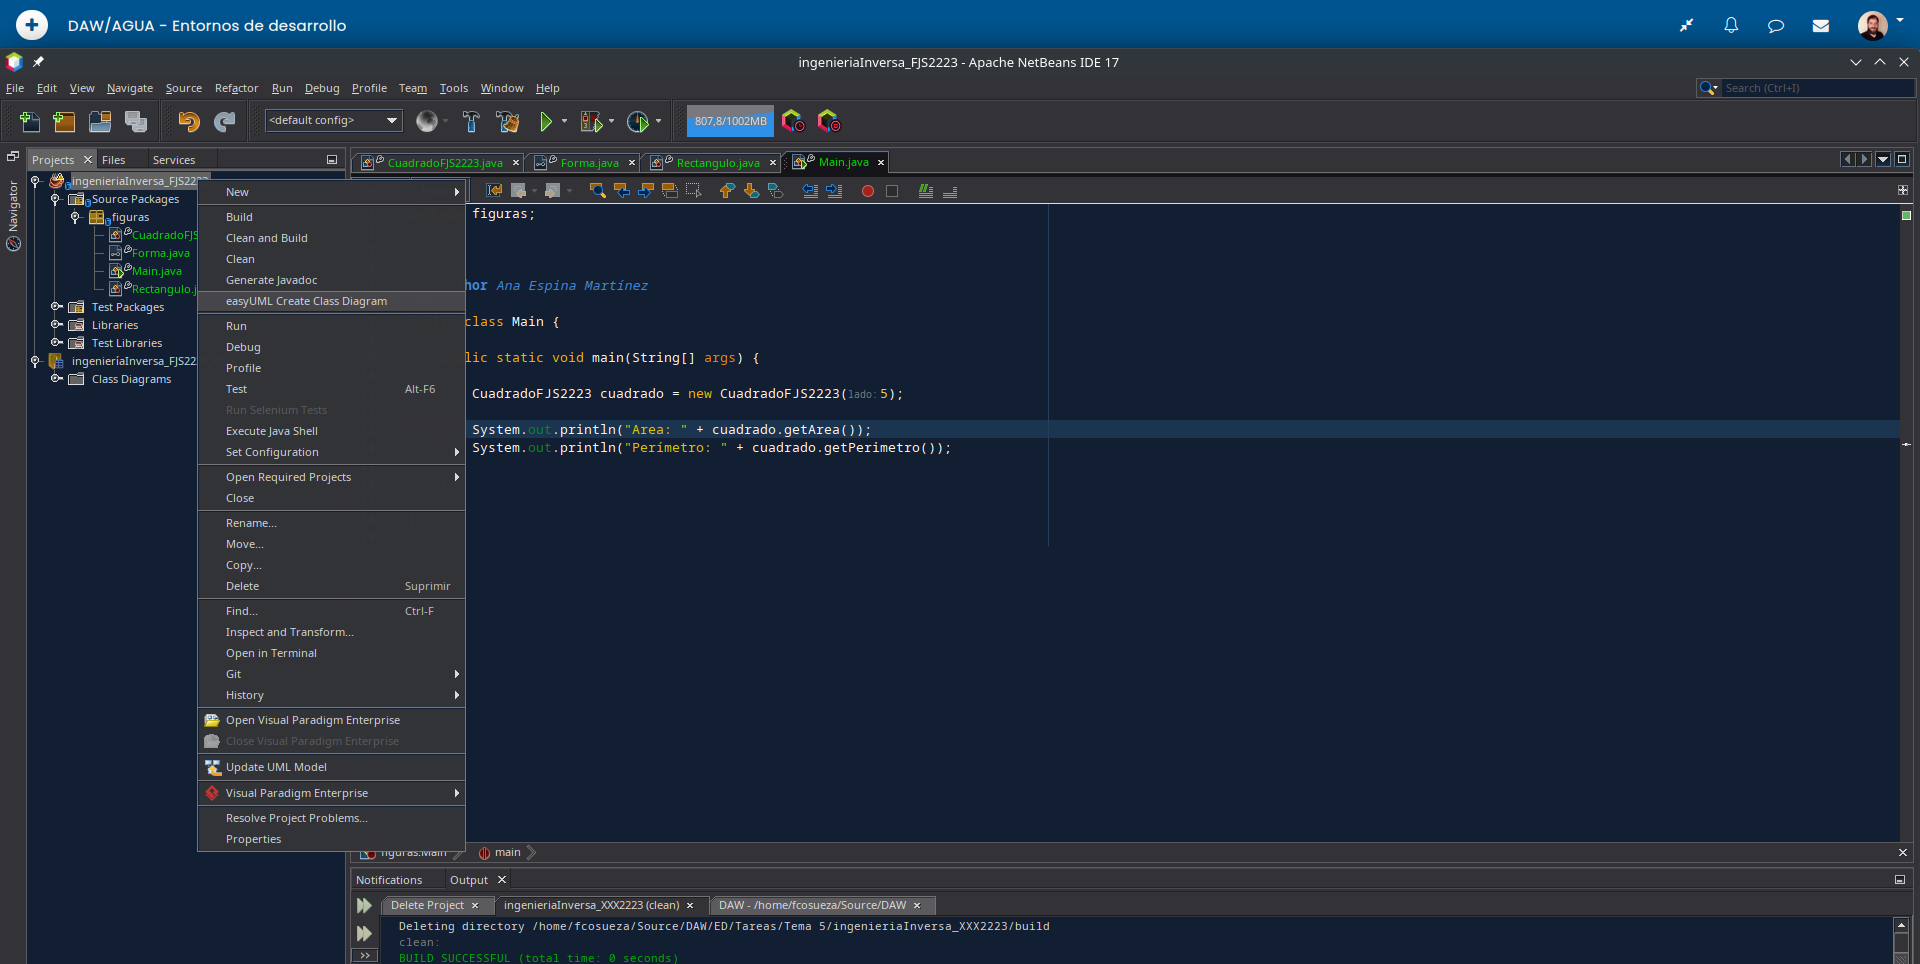 DAW/AGUA - Entornos de desarrollo
ingenieriaInversa_FJS2223 - Apache NetBeans IDE 17
File Edit View Navigate Source Refactor Run Debug Profile Team Tools Window Help
Search (Ctrl+I)
<default config>
807,8/1002MB
Projects Files Services
CuadradoFJS2223.java Forma.java Rectangulo.java Main.java
Navigator
ingenieriaInversa_FJS2223
Source Packages
figuras
CuadradoFJS
Forma.java
Main.java
Rectangulo.j
Test Packages
Libraries
Test Libraries
ingenieríaInversa_FJS22
Class Diagrams
New
Build
Clean and Build
Clean
Generate Javadoc
easyUML Create Class Diagram
Run
Debug
Profile
Test Alt-F6
Run Selenium Tests
Execute Java Shell
Set Configuration
Open Required Projects
Close
Rename...
Move...
Copy...
Delete Suprimir
Find... Ctrl-F
Inspect and Transform...
Open in Terminal
Git
History
Open Visual Paradigm Enterprise
Close Visual Paradigm Enterprise
Update UML Model
Visual Paradigm Enterprise
Resolve Project Problems...
Properties
figuras;
hor Ana Espina Martínez
class Main {
lic static void main(String[] args) {
CuadradoFJS2223 cuadrado = new CuadradoFJS2223(lado: 5);
System.out.println("Area: " + cuadrado.getArea());
System.out.println("Perímetro: " + cuadrado.getPerimetro());
figuras.Main main
Notifications Output
Delete Project ingenieriaInversa_XXX2223 (clean) DAW - /home/fcosueza/Source/DAW
Deleting directory /home/fcosueza/Source/DAW/ED/Tareas/Tema 5/ingenieriaInversa_XXX2223/build
clean:
BUILD SUCCESSFUL (total time: 0 seconds)